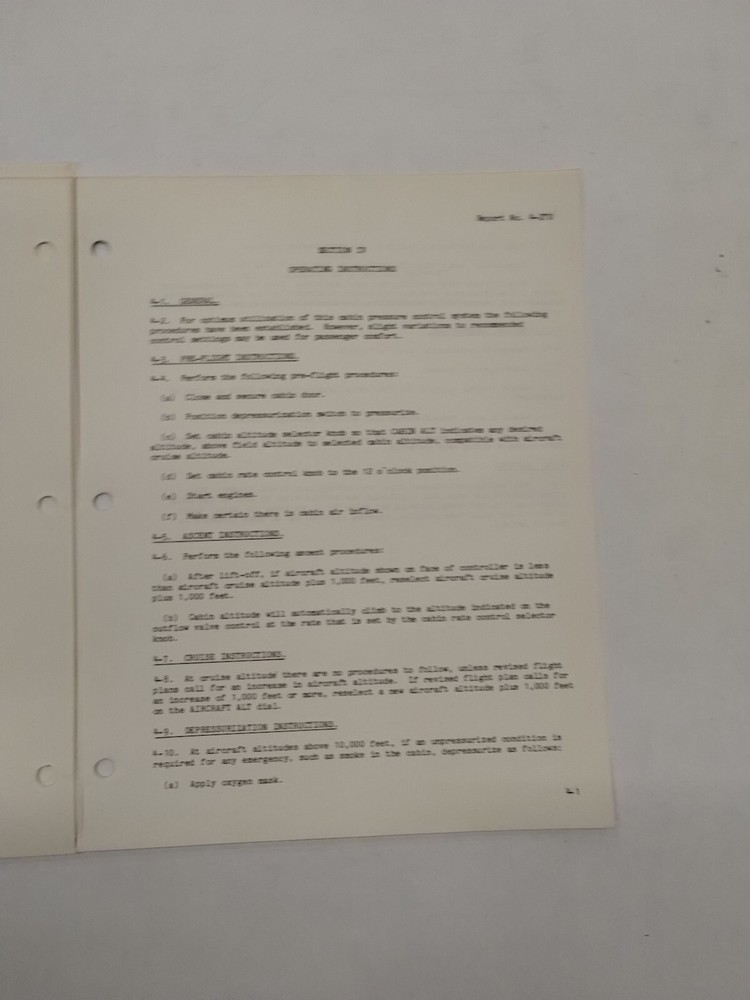 Report No.
SECTION IV
OPERATING INSTRUCTIONS
4-1. GENERAL.
4-2. For optimum utilization of this cabin pressure control system the following
procedures have been established. However, slight variations to recommended
control settings may be used for passenger comfort.
4-3. PRE-FLIGHT INSTRUCTIONS.
4-4. Perform the following pre-flight procedures:
(a) Close and secure cabin door.
(b) Position depressurization switch to pressurize.
(c) Set cabin altitude selector knob so that CABIN ALT indicates any desired
altitude, above field altitude to selected cabin altitude, compatible with aircraft
cruise altitude.
(d) Set cabin rate control knob to the 12 o'clock position.
(e) Start engines.
(f) Make certain there is cabin air inflow.
4-5. ASCENT INSTRUCTIONS.
4-6. Perform the following ascent procedures:
(a) After lift-off, if aircraft altitude shown on face of controller is less
than aircraft cruise altitude plus 1,000 feet, reselect aircraft cruise altitude
plus 1,000 feet.
(b) Cabin altitude will automatically climb to the altitude indicated on the
outflow valve control at the rate that is set by the cabin rate control selector
knob.
4-7. CRUISE INSTRUCTIONS.
4-8. At cruise altitude there are no procedures to follow, unless revised flight
plans call for an increase in aircraft altitude. If revised flight plan calls for
an increase of 1,000 feet or more, reselect a new aircraft altitude plus 1,000 feet
on the AIRCRAFT ALT dial.
4-9. DEPRESSURIZATION INSTRUCTIONS.
4-10. At aircraft altitudes above 10,000 feet, if an unpressurized condition is
required for any emergency, such as smoke in the cabin, depressurize as follows:
(a) Apply oxygen mask.
4-1